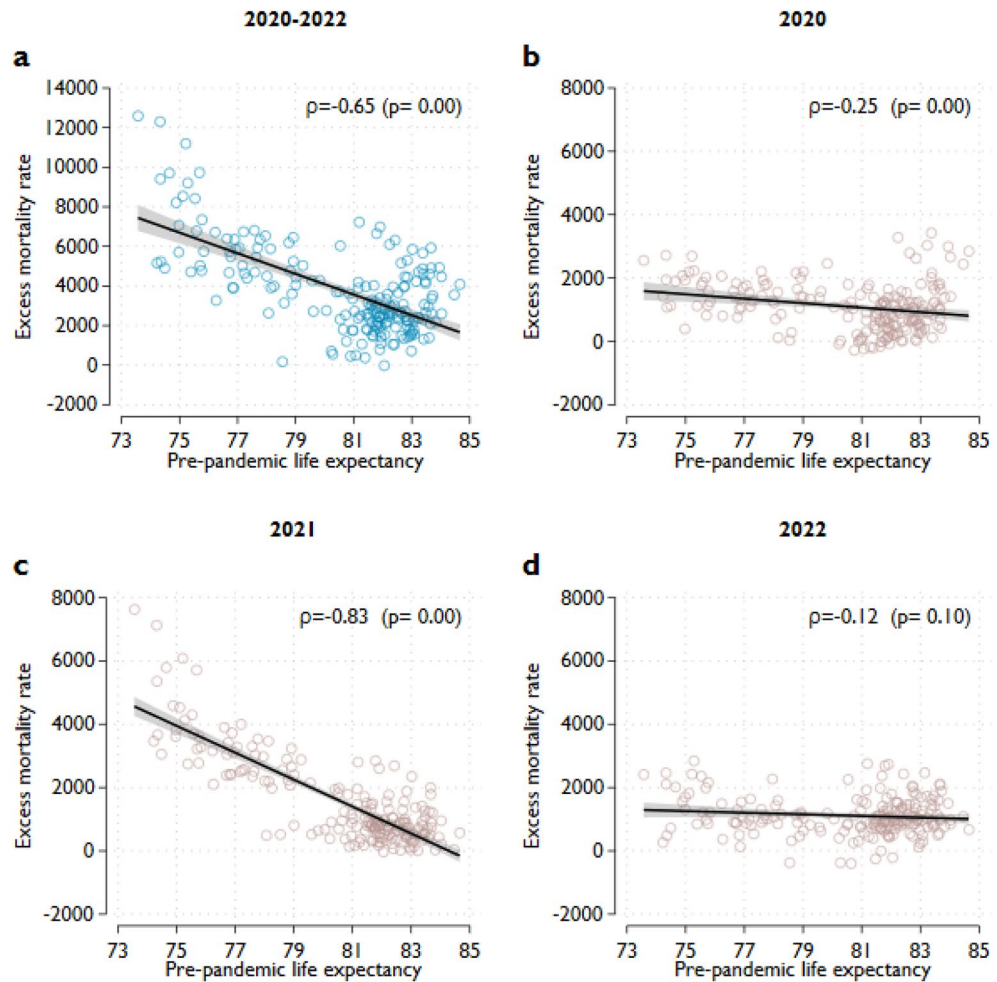 2020-2022
a
ρ=-0.65 (p= 0.00)
Excess mortality rate
14000
12000
10000
8000
6000
4000
2000
0
-2000
73 75 77 79 81 83 85
Pre-pandemic life expectancy
2020
b
ρ=-0.25 (p= 0.00)
Excess mortality rate
8000
6000
4000
2000
0
-2000
73 75 77 79 81 83 85
Pre-pandemic life expectancy
2021
c
ρ=-0.83 (p= 0.00)
Excess mortality rate
8000
6000
4000
2000
0
-2000
73 75 77 79 81 83 85
Pre-pandemic life expectancy
2022
d
ρ=-0.12 (p= 0.10)
Excess mortality rate
8000
6000
4000
2000
0
-2000
73 75 77 79 81 83 85
Pre-pandemic life expectancy